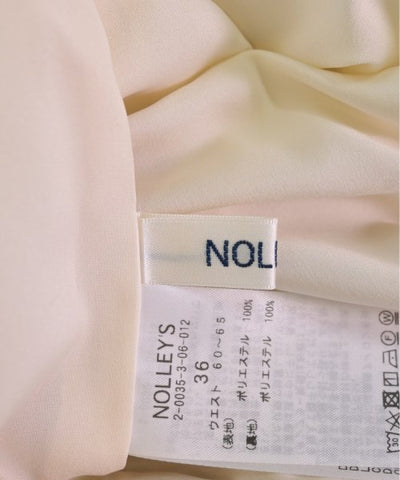 NOLL
NOLLEY'S
2-0035-3-06-012
36
ウエスト 60～65
(表地) ポリエステル 100%
(裏地) ポリエステル 100%